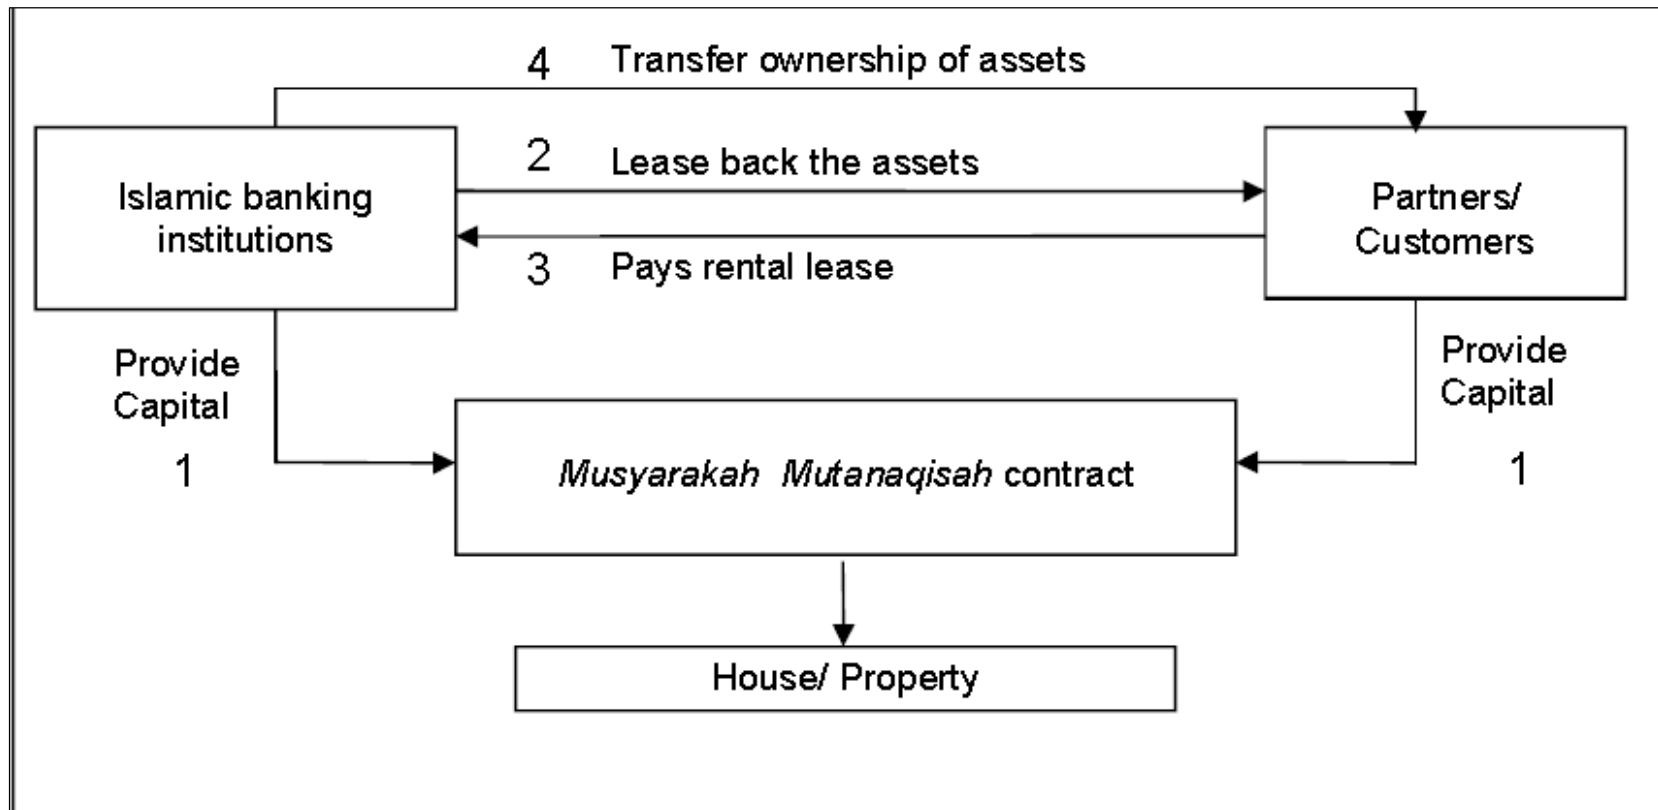 4 Transfer ownership of assets
2 Lease back the assets
Islamic banking
institutions
Partners/
Customers
3 Pays rental lease
Provide
Capital
1
Provide
Capital
1
Musyarakah Mutanaqisah contract
House/ Property